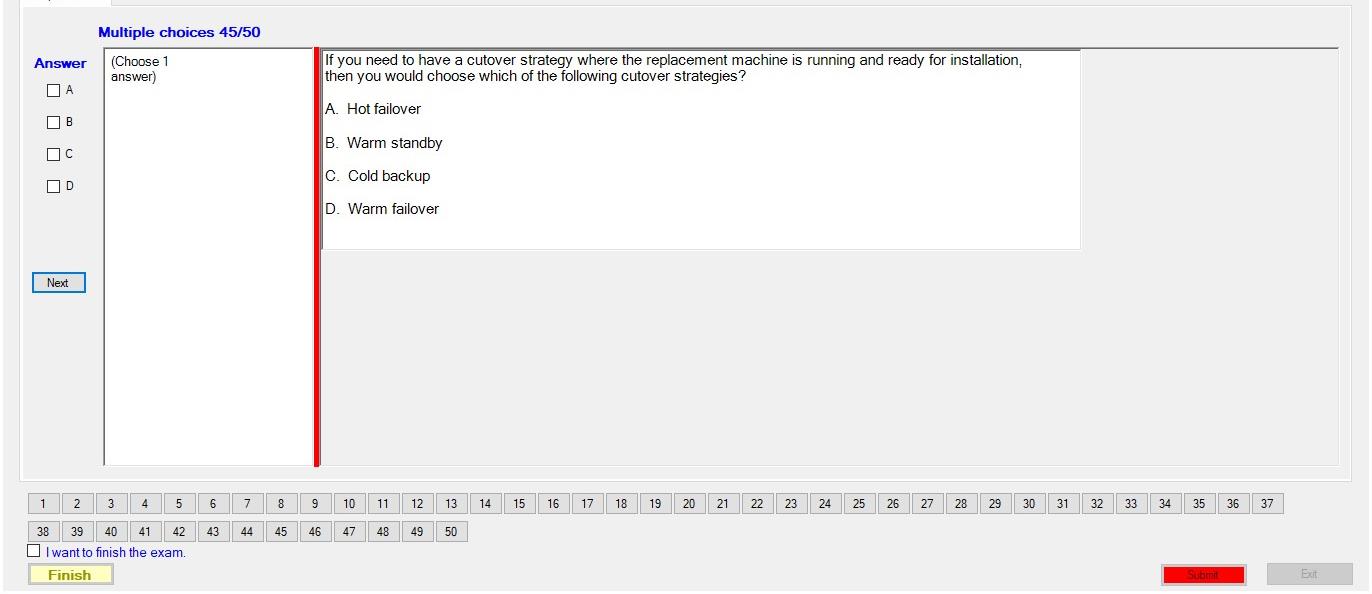 Multiple choices 45/50
Answer
(Choose 1
answer)
A
B
C
D
Next
If you need to have a cutover strategy where the replacement machine is running and ready for installation,
then you would choose which of the following cutover strategies?
A. Hot failover
B. Warm standby
C. Cold backup
D. Warm failover
1 2 3 4 5 6 7 8 9 10 11 12 13 14 15 16 17 18 19 20 21 22 23 24 25 26 27 28 29 30 31 32 33 34 35 36 37
38 39 40 41 42 43 44 45 46 47 48 49 50
I want to finish the exam.
Finish
Submit
Exit